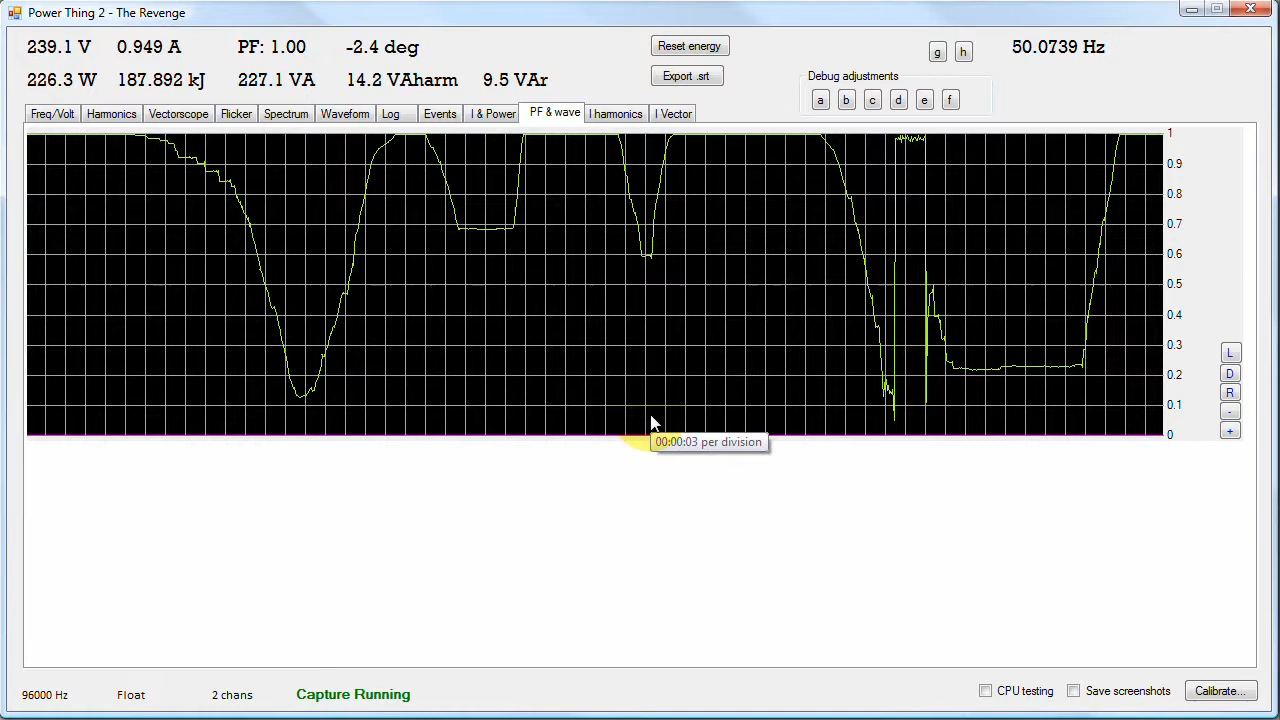 Power Thing 2 - The Revenge
239.1 V 0.949 A PF: 1.00 -2.4 deg Reset energy g h 50.0739 Hz
226.3 W 187.892 kJ 227.1 VA 14.2 VAharm 9.5 VAr Export .srt Debug adjustments
a b c d e f
Freq/Volt Harmonics Vectorscope Flicker Spectrum Waveform Log Events I & Power PF & wave I harmonics I Vector
1
0.9
0.8
0.7
0.6
0.5
0.4
0.3
L
0.2
D
R
0.1
-
0
+
00:00:03 per division
96000 Hz Float 2 chans Capture Running CPU testing Save screenshots Calibrate...